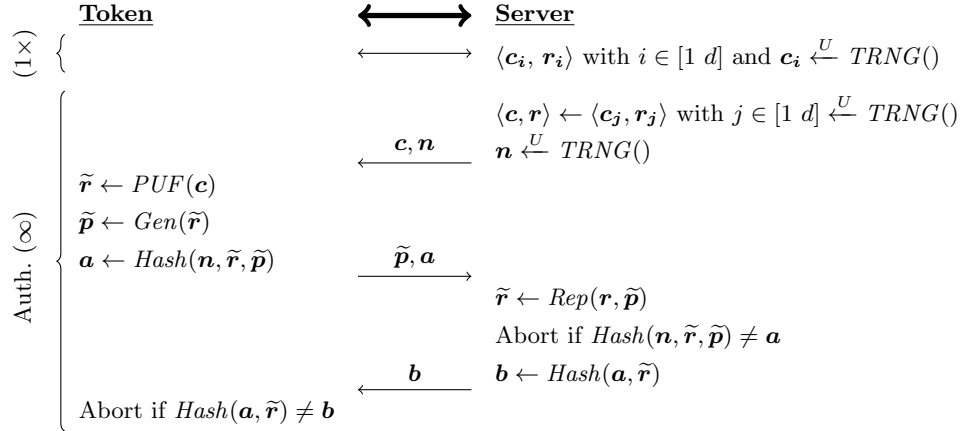 Token Server
(1×) ⟨c_i, r_i⟩ with i ∈ [1 d] and c_i ←U TRNG()
⟨c, r⟩ ← ⟨c_j, r_j⟩ with j ∈ [1 d] ←U TRNG()
c, n n ←U TRNG()
r̃ ← PUF(c)
p̃ ← Gen(r̃)
Auth. (∞)
a ← Hash(n, r̃, p̃) p̃, a
r̃ ← Rep(r, p̃)
Abort if Hash(n, r̃, p̃) ≠ a
b b ← Hash(a, r̃)
Abort if Hash(a, r̃) ≠ b